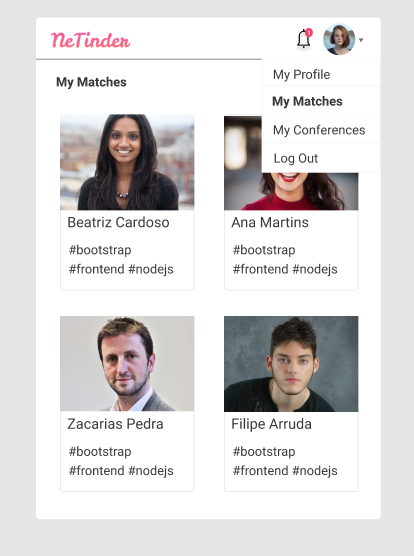 NeTinder
1
My Profile
My Matches
My Matches
My Conferences
Log Out
Beatriz Cardoso
#bootstrap
#frontend #nodejs
Ana Martins
#bootstrap
#frontend #nodejs
Zacarias Pedra
#bootstrap
#frontend #nodejs
Filipe Arruda
#bootstrap
#frontend #nodejs